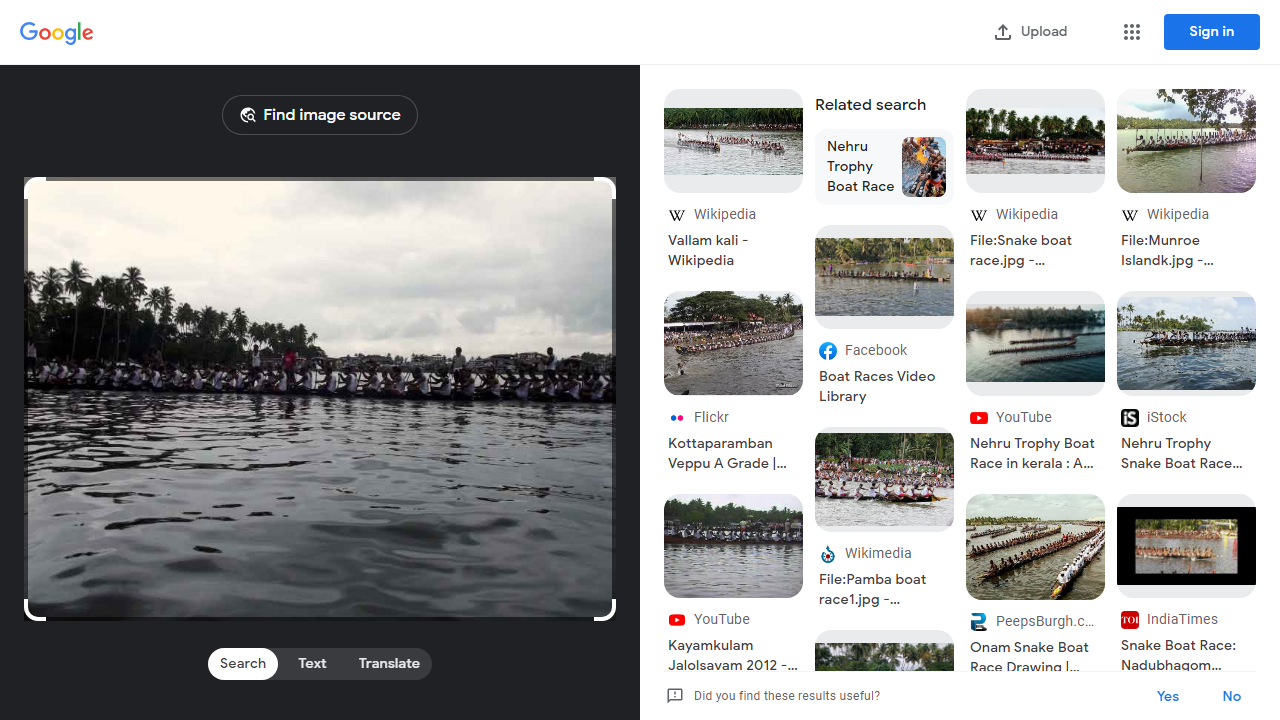 Google
Upload
Sign in
Find image source
Search
Text
Translate
Wikipedia
Vallam kali -
Wikipedia
Flickr
Kottaparamban
Veppu A Grade |...
YouTube
Kayamkulam
Jalolsavam 2012 -...
Related search
Nehru
Trophy
Boat Race
Facebook
Boat Races Video
Library
Wikimedia
File:Pamba boat
race1.jpg -...
Wikipedia
File:Snake boat
race.jpg -...
YouTube
Nehru Trophy Boat
Race in kerala : A...
PeepsBurgh.c...
Onam Snake Boat
Race Drawing |...
Wikipedia
File:Munroe
Islandk.jpg -...
iStock
Nehru Trophy
Snake Boat Race...
TOI
IndiaTimes
Snake Boat Race:
Nadubhagom...
Did you find these results useful?
Yes
No